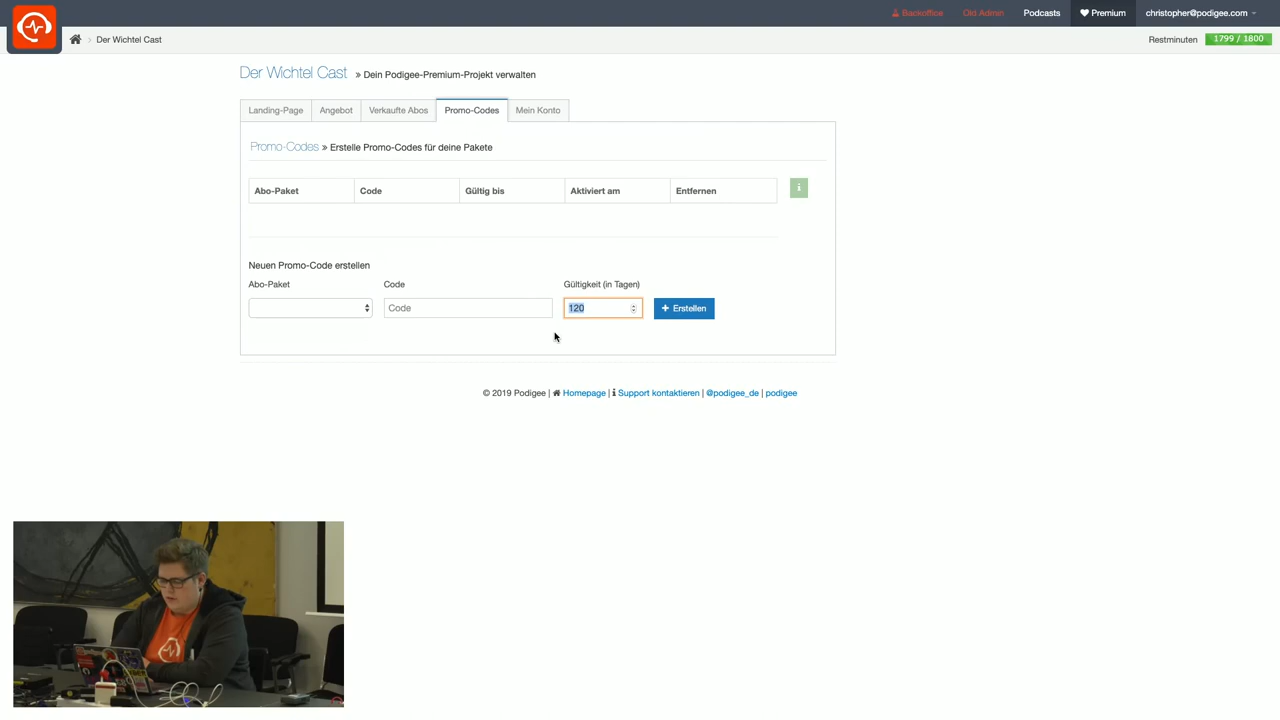 Backoffice Okt Admin Podcasts Premium christopher@podigee.com
Der Wichtel Cast Restminuten 1799 / 1800
Der Wichtel Cast » Dein Podigee-Premium-Projekt verwalten
Landing-Page Angebot Verkaufte Abos Promo-Codes Mein Konto
Promo-Codes » Erstelle Promo-Codes für deine Pakete
Abo-Paket Code Gültig bis Aktiviert am Entfernen
Neuen Promo-Code erstellen
Abo-Paket Code Gültigkeit (in Tagen)
Code 120 + Erstellen
© 2019 Podigee | Homepage | Support kontaktieren | @podigee_de | podigee